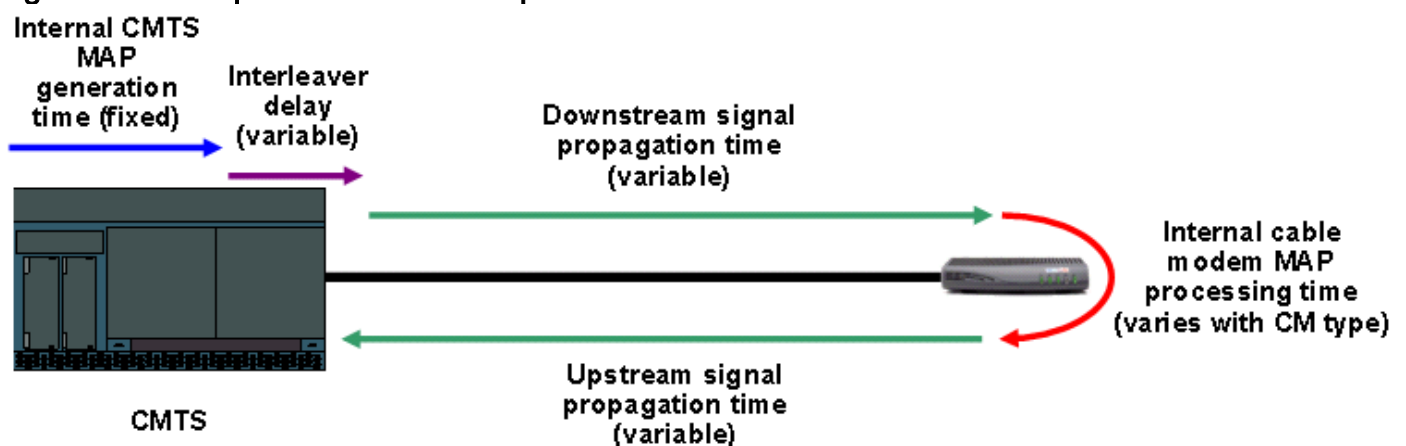 Internal CMTS
MAP
generation
time (fixed)
Interleaver
delay
(variable)
Downstream signal
propagation time
(variable)
Internal cable
modem MAP
processing time
(varies with CM type)
Upstream signal
propagation time
(variable)
CMTS